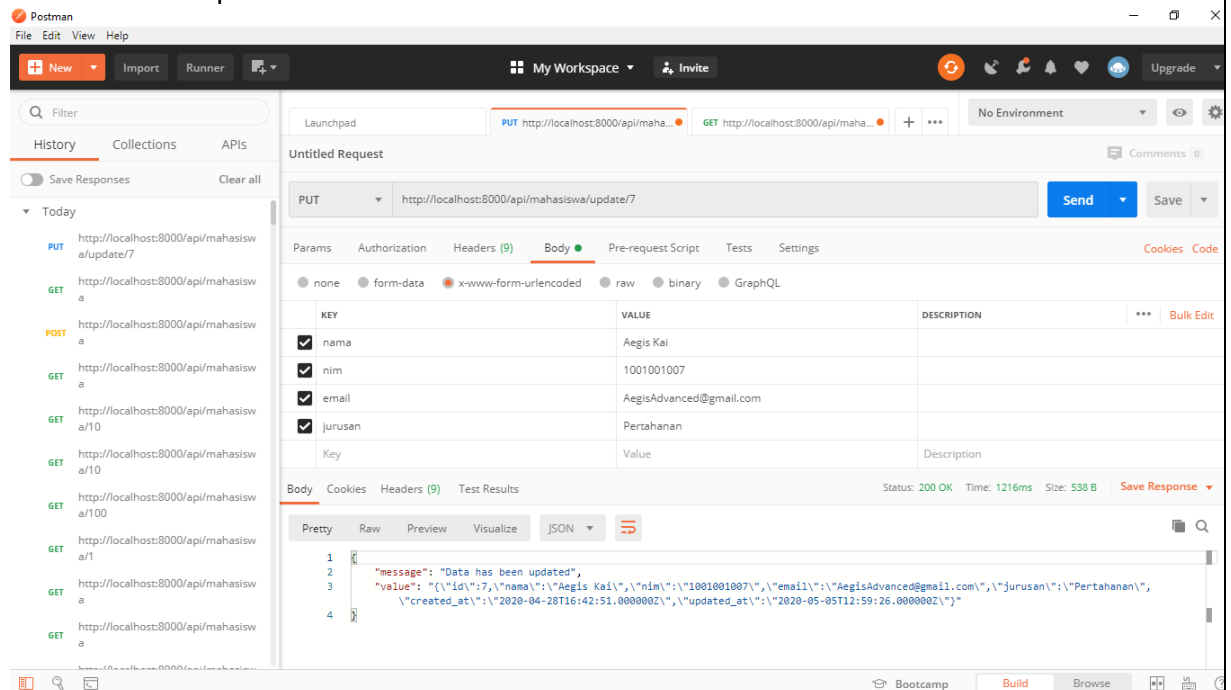 Postman
File Edit View Help
New Import Runner My Workspace Invite Upgrade
Filter
History Collections APIs
Save Responses Clear all
Today
PUT http://localhost:8000/api/mahasisw
a/update/7
GET http://localhost:8000/api/mahasisw
a
POST http://localhost:8000/api/mahasisw
a
GET http://localhost:8000/api/mahasisw
a
GET http://localhost:8000/api/mahasisw
a/10
GET http://localhost:8000/api/mahasisw
a/10
GET http://localhost:8000/api/mahasisw
a/100
GET http://localhost:8000/api/mahasisw
a/1
GET http://localhost:8000/api/mahasisw
a
GET http://localhost:8000/api/mahasisw
a
Launchpad PUT http://localhost:8000/api/maha... GET http://localhost:8000/api/maha... No Environment
Untitled Request Comments 0
PUT http://localhost:8000/api/mahasiswa/update/7 Send Save
Params Authorization Headers (9) Body Pre-request Script Tests Settings Cookies Code
none form-data x-www-form-urlencoded raw binary GraphQL
KEY VALUE DESCRIPTION Bulk Edit
nama Aegis Kai
nim 1001001007
email AegisAdvanced@gmail.com
jurusan Pertahanan
Key Value Description
Body Cookies Headers (9) Test Results Status: 200 OK Time: 1216ms Size: 538 B Save Response
Pretty Raw Preview Visualize JSON
1 {
2 "message": "Data has been updated",
3 "value": "{\"id\":7,\"nama\":\"Aegis Kai\",\"nim\":\"1001001007\",\"email\":\"AegisAdvanced@gmail.com\",\"jurusan\":\"Pertahanan\",
\"created_at\":\"2020-04-28T16:42:51.000000Z\",\"updated_at\":\"2020-05-05T12:59:26.000000Z\"}"
4 }
Bootcamp Build Browse